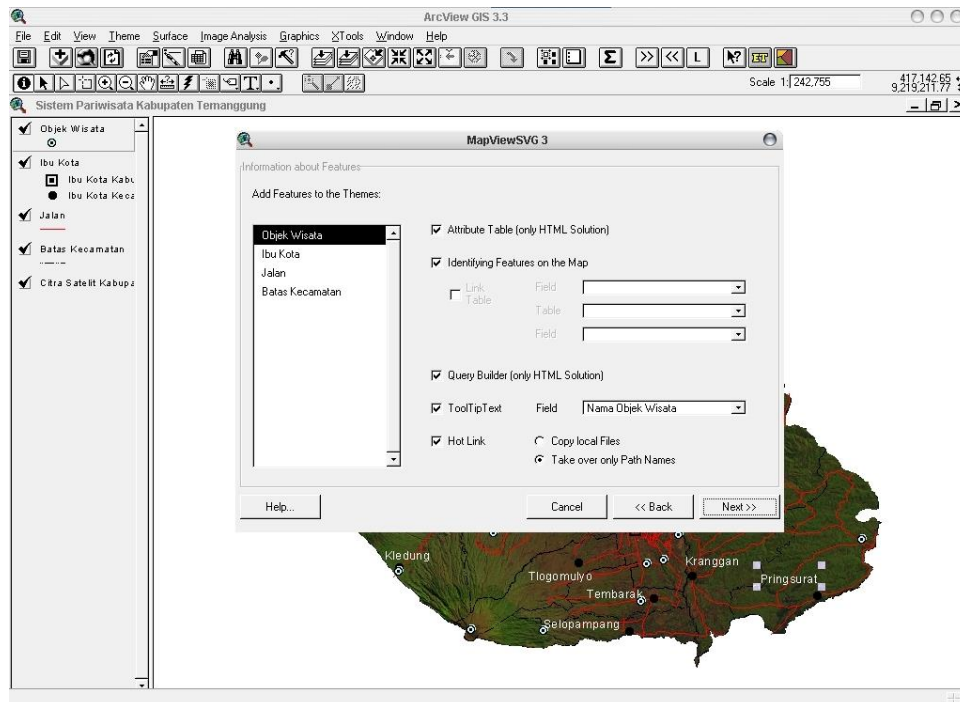 ArcView GIS 3.3
File Edit View Theme Surface Image Analysis Graphics XTools Window Help
Scale 1: 242,755
417,142.65
9,219,211.77
Sistem Pariwisata Kabupaten Temanggung
Objek Wisata
Ibu Kota
Ibu Kota Kabu
Ibu Kota Keca
Jalan
Batas Kecamatan
Citra Satelit Kabupa
MapViewSVG 3
Information about Features
Add Features to the Themes:
Objek Wisata
Ibu Kota
Jalan
Batas Kecamatan
Attribute Table (only HTML Solution)
Identifying Features on the Map
Link Table
Field
Table
Field
Query Builder (only HTML Solution)
ToolTipText Field Nama Objek Wisata
Hot Link
Copy local Files
Take over only Path Names
Help...
Cancel
<< Back
Next >>
Kledung
Tlogomulyo
Kranggan
Pringsurat
Tembarak
Selopampang